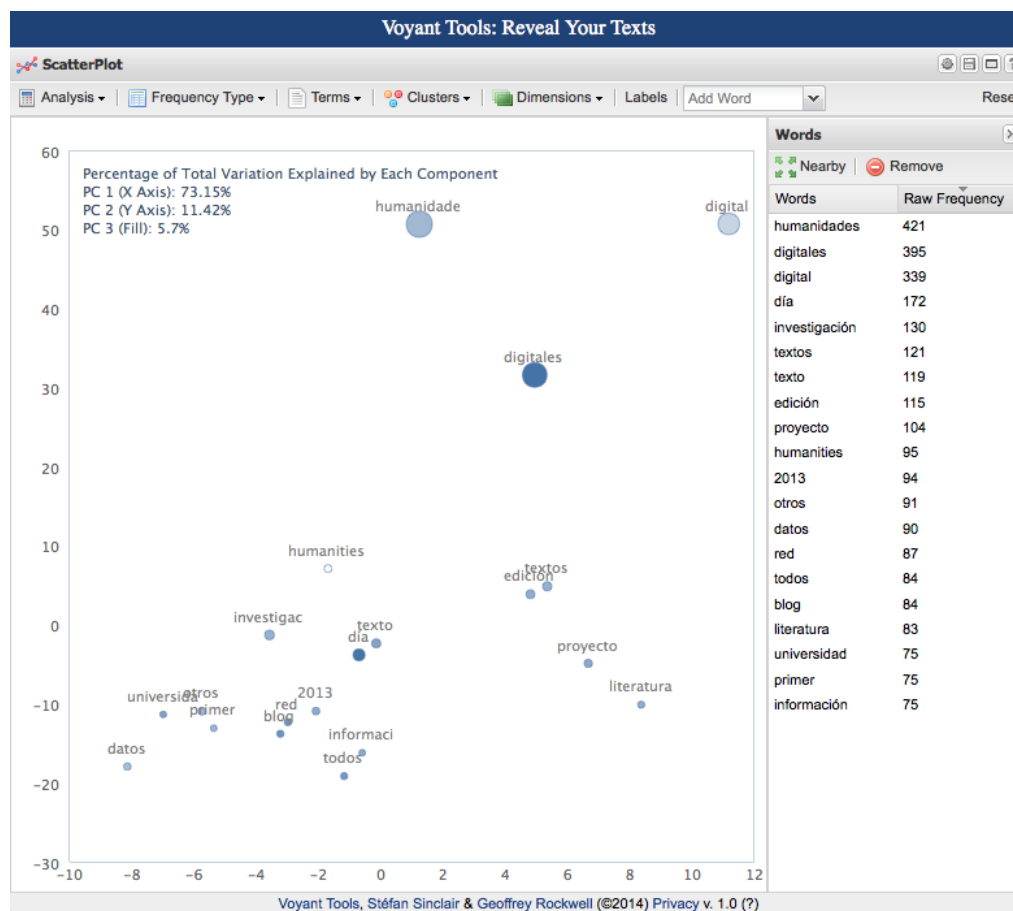 Voyant Tools: Reveal Your Texts
ScatterPlot
Analysis
Frequency Type
Terms
Clusters
Dimensions
Labels
Add Word
Rese
Percentage of Total Variation Explained by Each Component
PC 1 (X Axis): 73.15%
PC 2 (Y Axis): 11.42%
PC 3 (Fill): 5.7%
60
50
40
30
20
10
0
−10
−20
−30
humanidade
digital
digitales
humanities
textos
edición
investigac
texto
día
proyecto
literatura
universida
otros
primer
2013
red
blog
informaci
datos
todos
−10 −8 −6 −4 −2 0 2 4 6 8 10 12
Words
Nearby
Remove
Words Raw Frequency
humanidades 421
digitales 395
digital 339
día 172
investigación 130
textos 121
texto 119
edición 115
proyecto 104
humanities 95
2013 94
otros 91
datos 90
red 87
todos 84
blog 84
literatura 83
universidad 75
primer 75
información 75
Voyant Tools, Stéfan Sinclair & Geoffrey Rockwell (©2014) Privacy v. 1.0 (?)